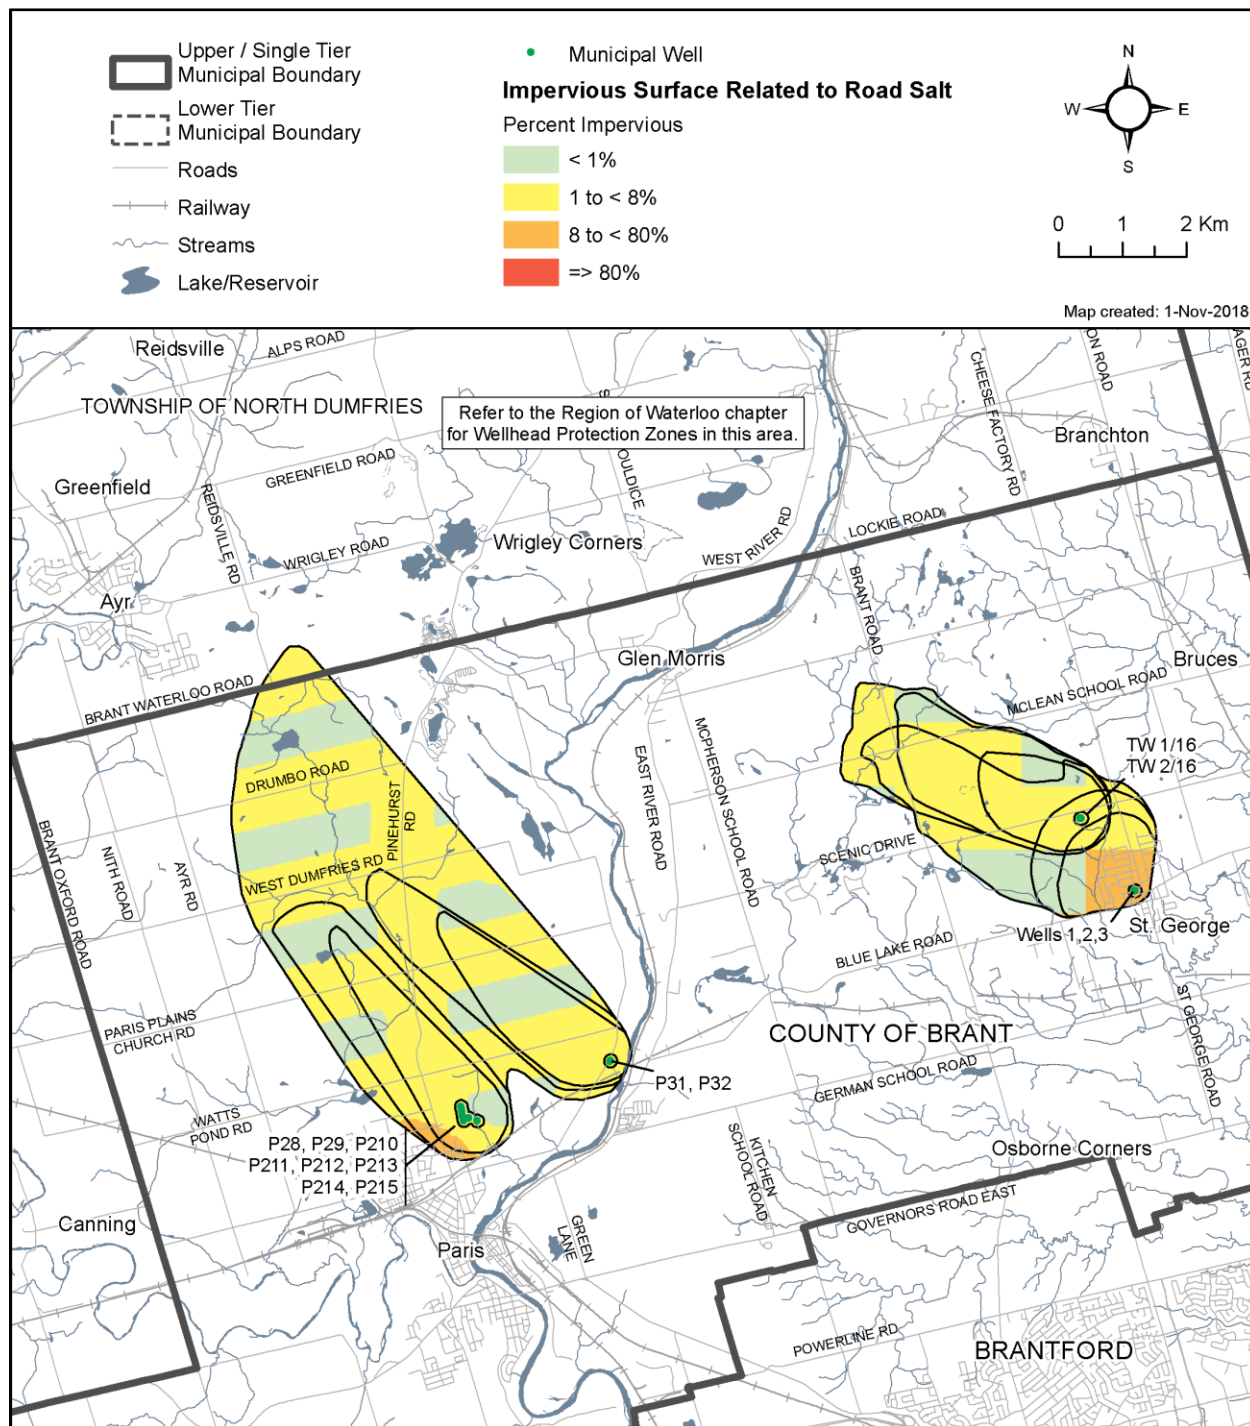 Upper / Single Tier
Municipal Boundary
Lower Tier
Municipal Boundary
Roads
Railway
Streams
Lake/Reservoir
Municipal Well
Impervious Surface Related to Road Salt
Percent Impervious
< 1%
1 to < 8%
8 to < 80%
=> 80%
N
W
E
S
0 1 2 Km
Map created: 1-Nov-2018
Reidsville
ALPS ROAD
TOWNSHIP OF NORTH DUMFRIES
Refer to the Region of Waterloo chapter
for Wellhead Protection Zones in this area.
CHEESE FACTORY RD
ON ROAD
AGER RD
Branchton
GREENFIELD ROAD
OULDICE
Greenfield
REIDSVILLE RD
WRIGLEY ROAD
Wrigley Corners
WEST RIVER RD
LOCKIE ROAD
Ayr
BRANT ROAD
Glen Morris
Bruces
BRANT WATERLOO ROAD
MCLEAN SCHOOL ROAD
MCPHERSON SCHOOL ROAD
EAST RIVER ROAD
TW 1/16
TW 2/16
DRUMBO ROAD
PINEHURST
RD
BRANT OXFORD ROAD
NITH ROAD
AYR RD
WEST DUMFRIES RD
SCENIC DRIVE
Wells 1,2,3
St. George
BLUE LAKE ROAD
PARIS PLAINS
CHURCH RD
COUNTY OF BRANT
ST GEORGE ROAD
P31, P32
GERMAN SCHOOL ROAD
WATTS
POND RD
P28, P29, P210
P211, P212, P213
P214, P215
KITCHEN
SCHOOL ROAD
Osborne Corners
GOVERNORS ROAD EAST
Canning
Paris
GREEN
LANE
POWERLINE RD
BRANTFORD